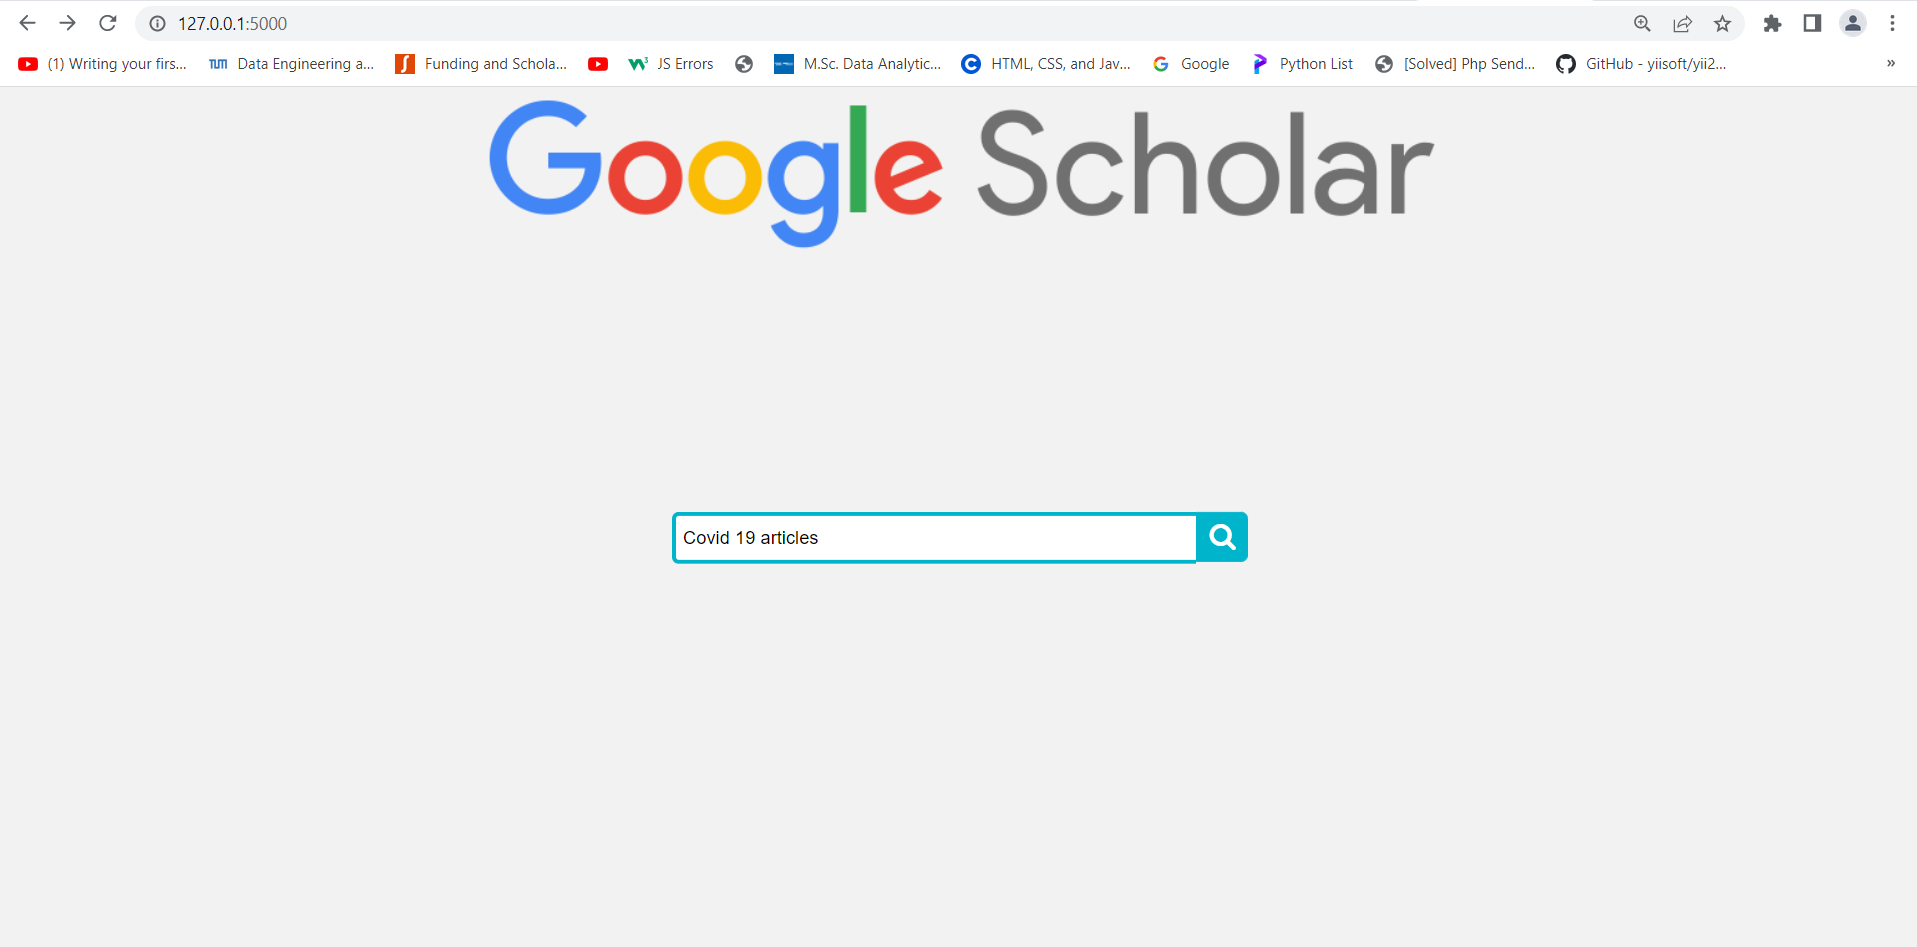 127.0.0.1:5000
(1) Writing your firs... Data Engineering a... Funding and Schola... JS Errors M.Sc. Data Analytic... HTML, CSS, and Jav... Google Python List [Solved] Php Send... GitHub - yiisoft/yii2... »
Google Scholar
Covid 19 articles